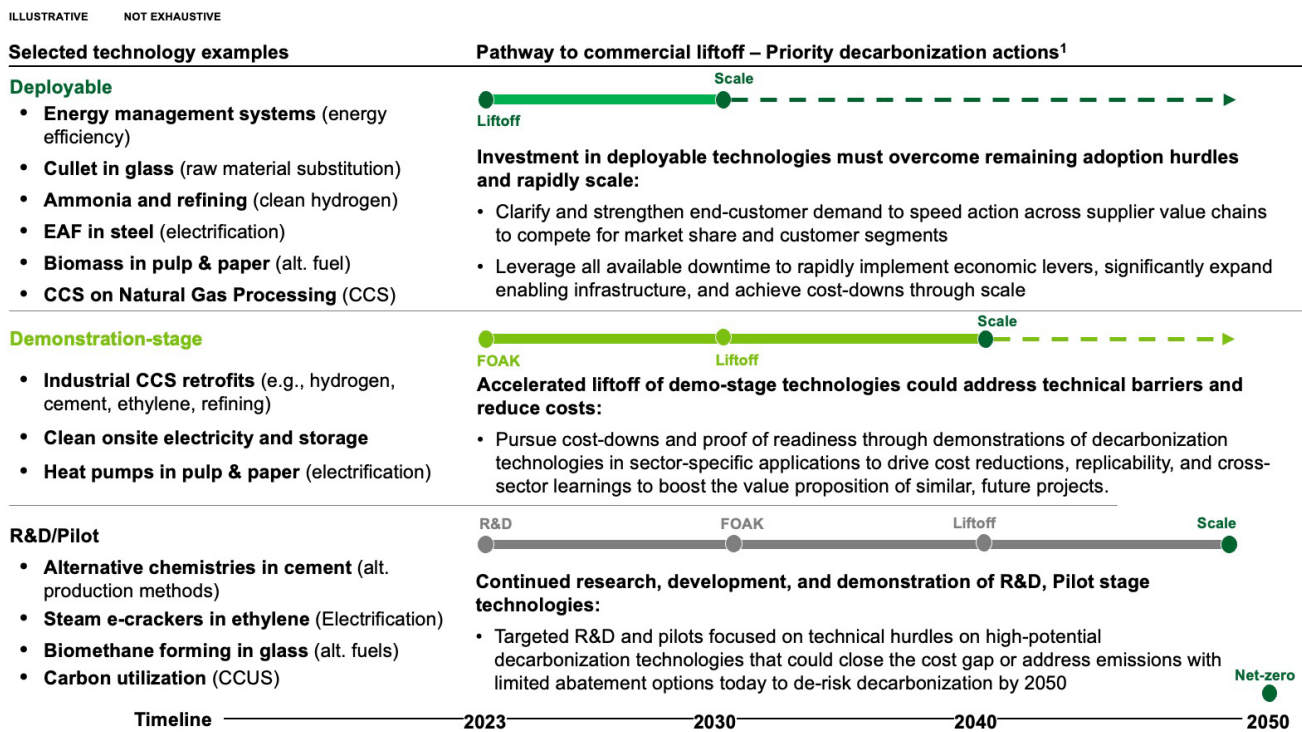 ILLUSTRATIVE NOT EXHAUSTIVE
Selected technology examples
Pathway to commercial liftoff – Priority decarbonization actions¹
Deployable
• Energy management systems (energy
efficiency)
• Cullet in glass (raw material substitution)
• Ammonia and refining (clean hydrogen)
• EAF in steel (electrification)
• Biomass in pulp & paper (alt. fuel)
• CCS on Natural Gas Processing (CCS)
Scale
Liftoff
Investment in deployable technologies must overcome remaining adoption hurdles
and rapidly scale:
• Clarify and strengthen end-customer demand to speed action across supplier value chains
to compete for market share and customer segments
• Leverage all available downtime to rapidly implement economic levers, significantly expand
enabling infrastructure, and achieve cost-downs through scale
Demonstration-stage
• Industrial CCS retrofits (e.g., hydrogen,
cement, ethylene, refining)
• Clean onsite electricity and storage
• Heat pumps in pulp & paper (electrification)
Scale
FOAK
Liftoff
Accelerated liftoff of demo-stage technologies could address technical barriers and
reduce costs:
• Pursue cost-downs and proof of readiness through demonstrations of decarbonization
technologies in sector-specific applications to drive cost reductions, replicability, and cross-
sector learnings to boost the value proposition of similar, future projects.
R&D/Pilot
• Alternative chemistries in cement (alt.
production methods)
• Steam e-crackers in ethylene (Electrification)
• Biomethane forming in glass (alt. fuels)
• Carbon utilization (CCUS)
R&D
FOAK
Liftoff
Scale
Continued research, development, and demonstration of R&D, Pilot stage
technologies:
• Targeted R&D and pilots focused on technical hurdles on high-potential
decarbonization technologies that could close the cost gap or address emissions with
limited abatement options today to de-risk decarbonization by 2050
Net-zero
Timeline
2023
2030
2040
2050